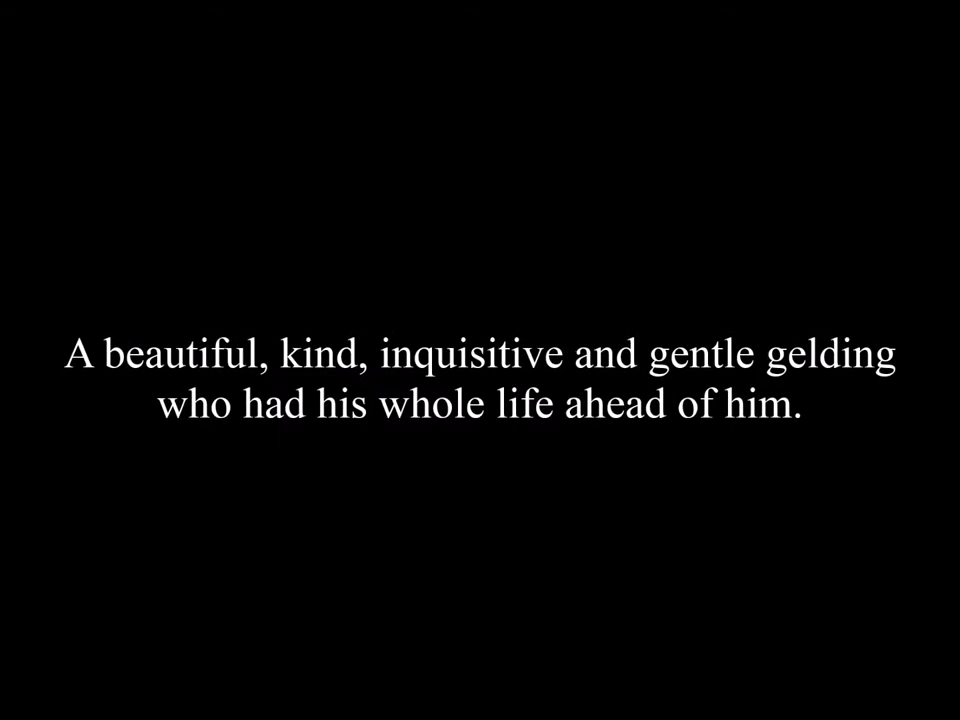 A beautiful, kind, inquisitive and gentle gelding
who had his whole life ahead of him.